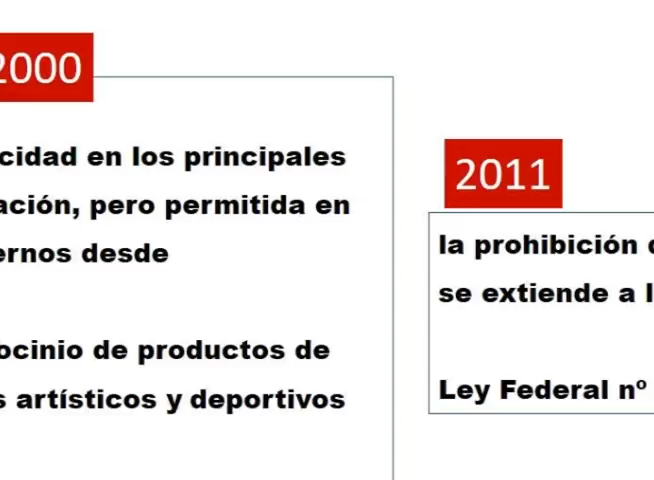 2000
cidad en los principales
ación, pero permitida en
ernos desde
ocinio de productos de
s artísticos y deportivos
2011
la prohibición
se extiende a
Ley Federal nº